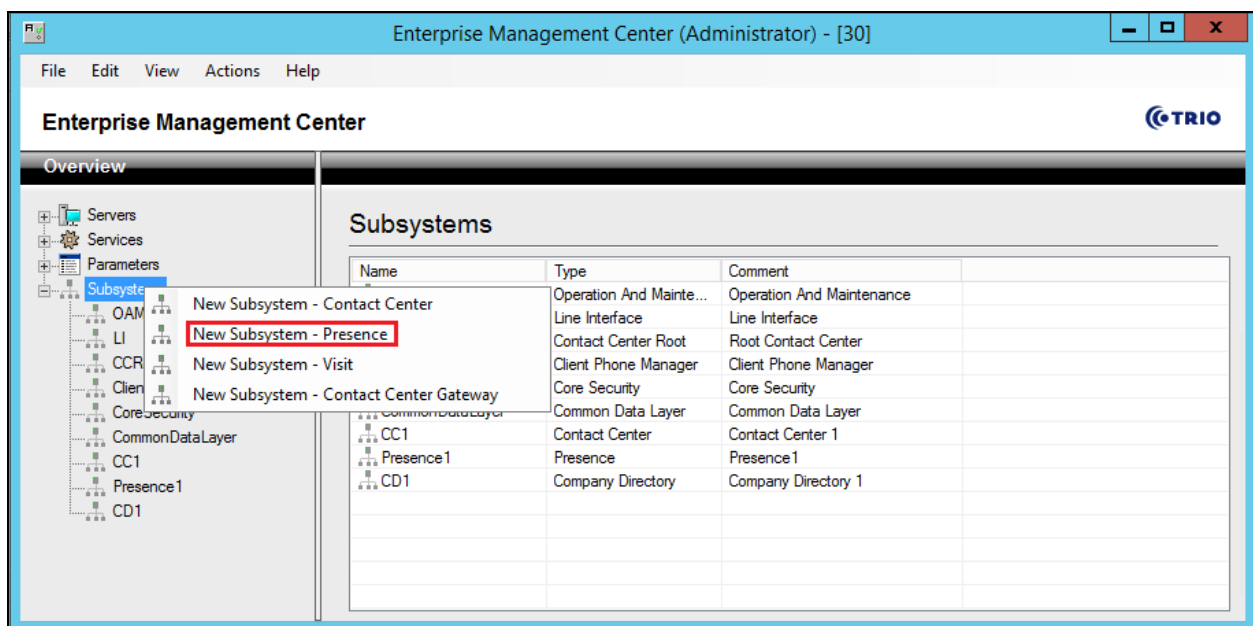 Enterprise Management Center (Administrator) - [30]
File Edit View Actions Help
Enterprise Management Center
TRIO
Overview
Servers
Services
Parameters
Subsyste
OAM
LI
CCR
Clien
CoreSecurity
CommonDataLayer
CC1
Presence1
CD1
New Subsystem - Contact Center
New Subsystem - Presence
New Subsystem - Visit
New Subsystem - Contact Center Gateway
Subsystems
Name Type Comment
Operation And Mainte... Operation And Maintenance
Line Interface Line Interface
Contact Center Root Root Contact Center
Client Phone Manager Client Phone Manager
Core Security Core Security
CommonDataLayer Common Data Layer Common Data Layer
CC1 Contact Center Contact Center 1
Presence1 Presence Presence1
CD1 Company Directory Company Directory 1